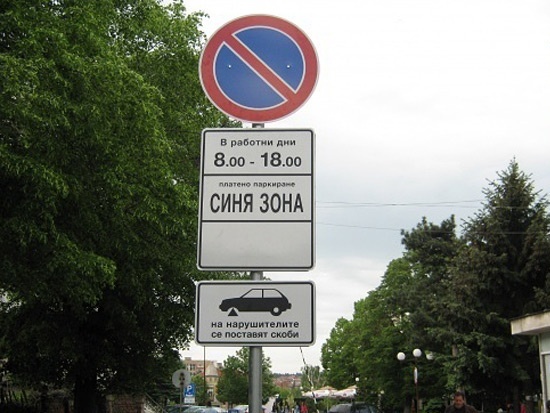 В работни дни
8.00 - 18.00
платено паркиране
СИНЯ ЗОНА
на нарушителите
се поставят скоби